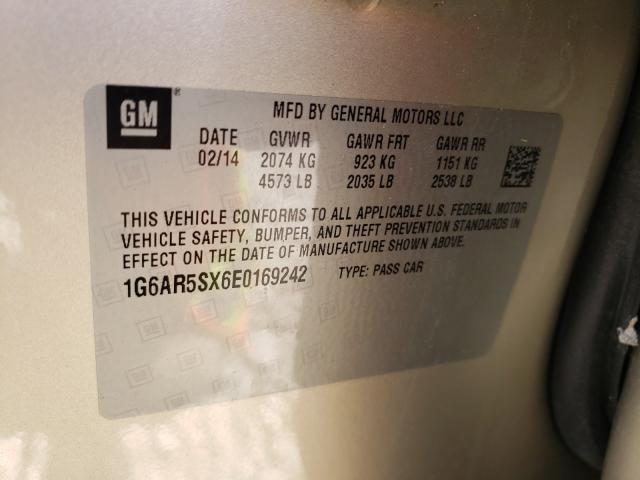 GM
MFD BY GENERAL MOTORS LLC
DATE GVWR GAWR FRT GAWR RR
02/14 2074 KG 923 KG 1151 KG
4573 LB 2035 LB 2538 LB
THIS VEHICLE CONFORMS TO ALL APPLICABLE U.S. FEDERAL MOTOR
VEHICLE SAFETY, BUMPER, AND THEFT PREVENTION STANDARDS IN
EFFECT ON THE DATE OF MANUFACTURE SHOWN ABOVE.
1G6AR5SX6E0169242 TYPE: PASS CAR